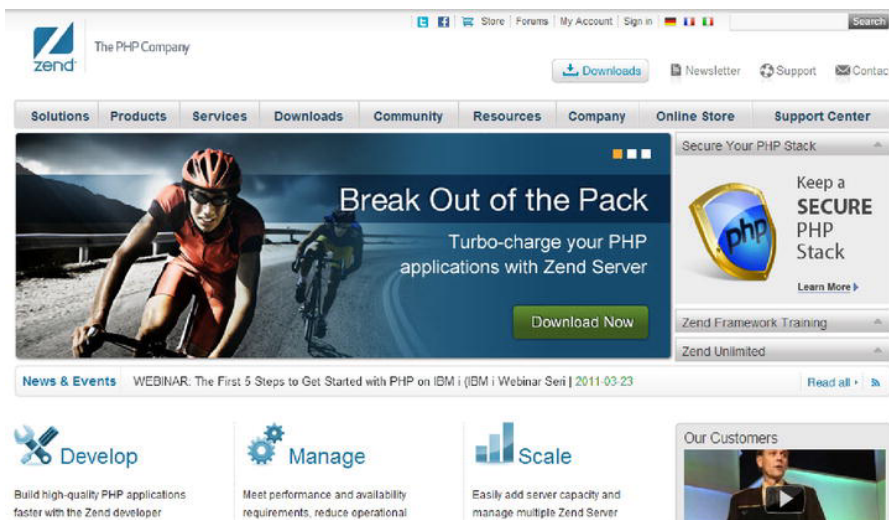 Store Forums My Account Sign in Search
zend The PHP Company
Downloads Newsletter Support Contac
Solutions Products Services Downloads Community Resources Company Online Store Support Center
Break Out of the Pack
Turbo-charge your PHP
applications with Zend Server
Download Now
Secure Your PHP Stack
php
Keep a
SECURE
PHP
Stack
Learn More
Zend Framework Training
Zend Unlimited
News & Events WEBINAR: The First 5 Steps to Get Started with PHP on IBM i (IBM i Webinar Seri | 2011-03-23 Read all
Develop
Build high-quality PHP applications
faster with the Zend developer
Manage
Meet performance and availability
requirements, reduce operational
Scale
Easily add server capacity and
manage multiple Zend Server
Our Customers